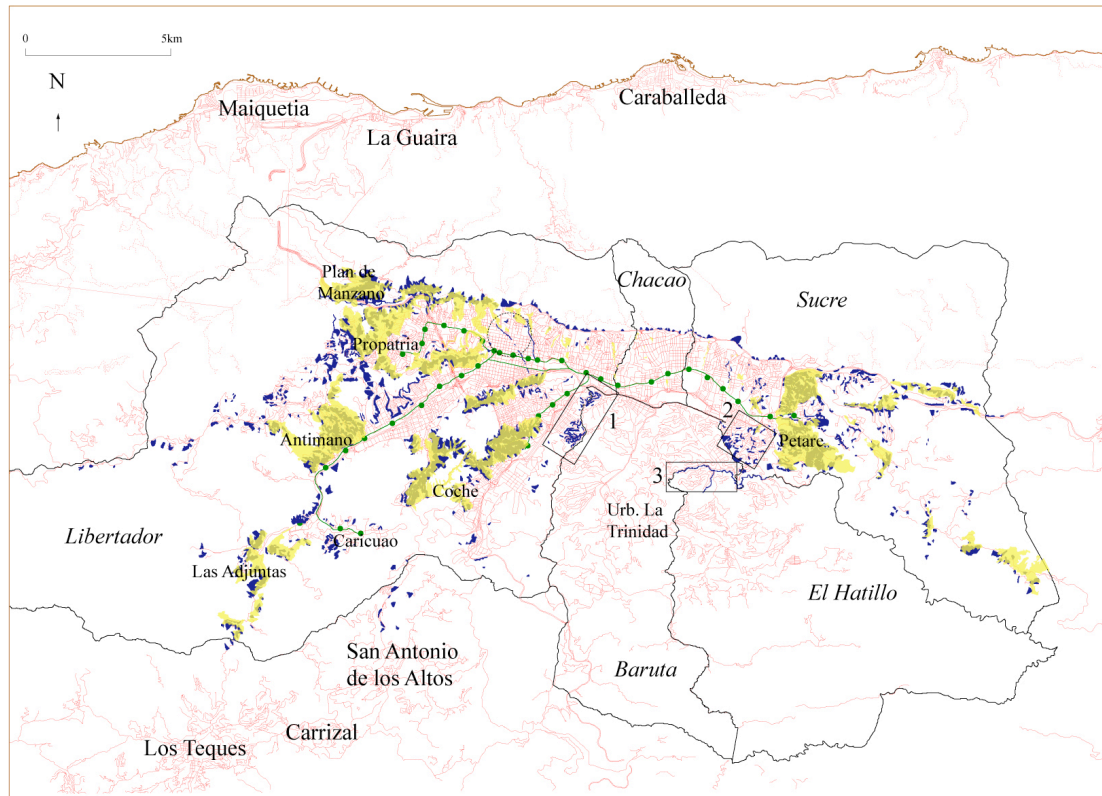 0 5km
N
Maiquetia
La Guaira
Caraballeda
Plan de
Manzano
Chacao
Sucre
Propatria
Antimano
1
2
Petare
3
Coche
Urb. La
Trinidad
Libertador
Caricuao
Las Adjuntas
El Hatillo
San Antonio
de los Altos
Baruta
Carrizal
Los Teques